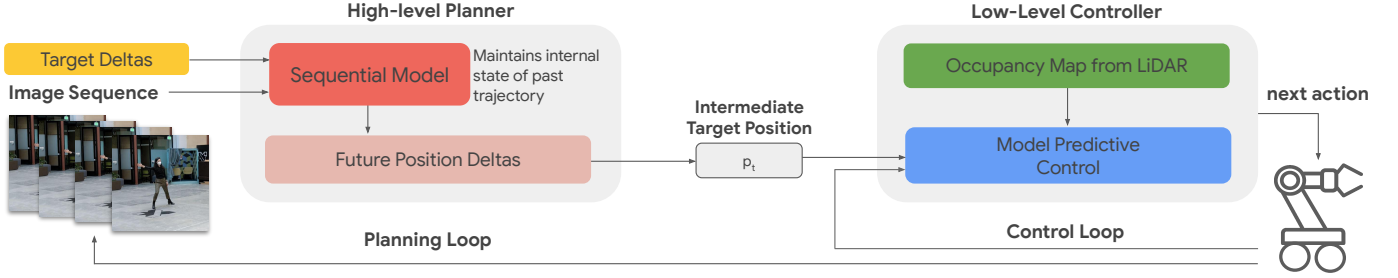 High-level Planner
Low-Level Controller
Target Deltas
Sequential Model
Maintains internal
state of past
trajectory
Occupancy Map from LiDAR
Image Sequence
next action
Intermediate
Target Position
Future Position Deltas
pt
Model Predictive
Control
Planning Loop
Control Loop